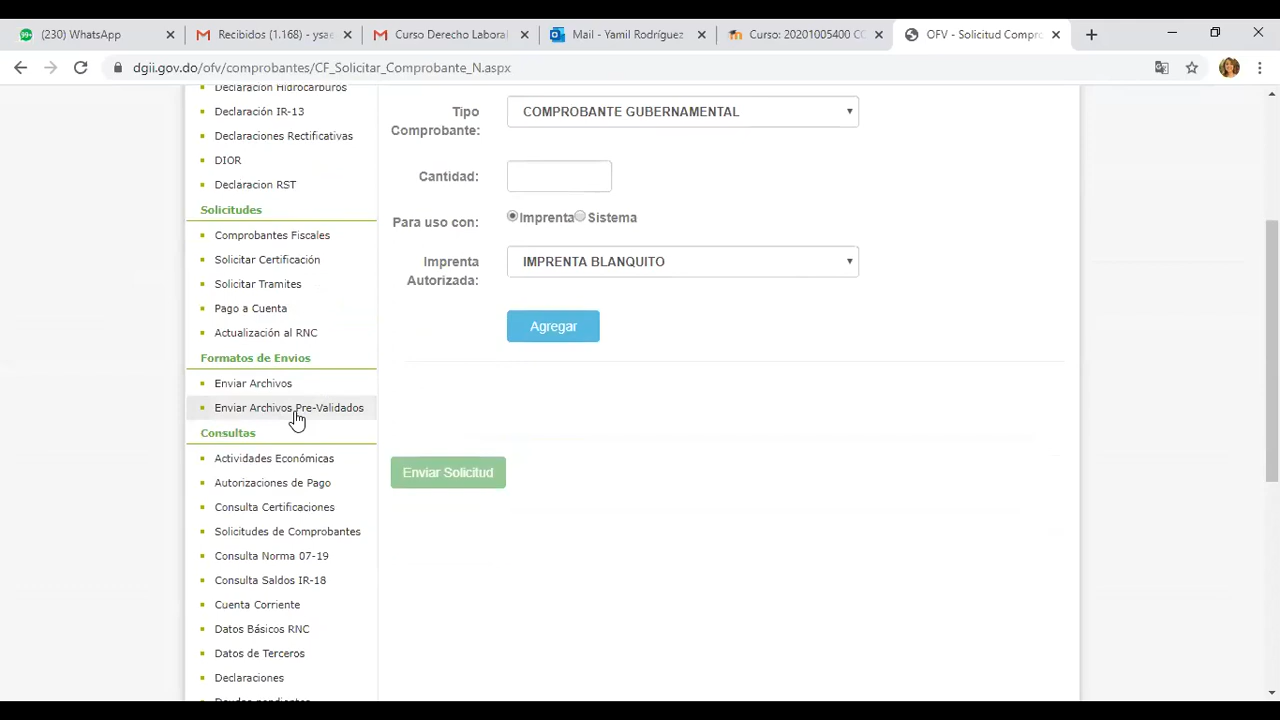 99+
(230) WhatsApp
Recibidos (1.168) - ysae
Curso Derecho Laboral
Mail - Yamil Rodríguez
Curso: 20201005400 CC
OFV - Solicitud Compro
dgii.gov.do/ofv/comprobantes/CF_Solicitar_Comprobante_N.aspx
Declaración Hidrocarburos
Declaración IR-13
Declaraciones Rectificativas
DIOR
Declaracion RST
Solicitudes
Comprobantes Fiscales
Solicitar Certificación
Solicitar Tramites
Pago a Cuenta
Actualización al RNC
Formatos de Envios
Enviar Archivos
Enviar Archivos Pre-Validados
Consultas
Actividades Económicas
Autorizaciones de Pago
Consulta Certificaciones
Solicitudes de Comprobantes
Consulta Norma 07-19
Consulta Saldos IR-18
Cuenta Corriente
Datos Básicos RNC
Datos de Terceros
Declaraciones
Tipo
Comprobante:
COMPROBANTE GUBERNAMENTAL
Cantidad:
Para uso con:
Imprenta Sistema
Imprenta
Autorizada:
IMPRENTA BLANQUITO
Agregar
Enviar Solicitud